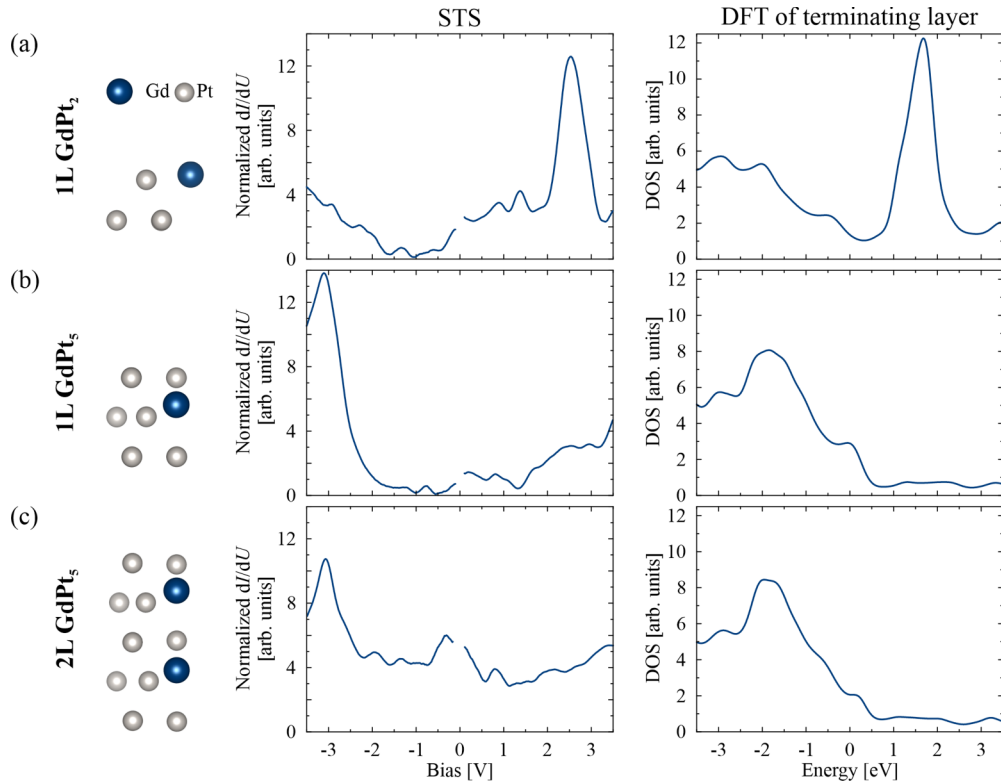 STS
DFT of terminating layer
(a)
1L GdPt₂
Gd Pt
Normalized dI/dU
[arb. units]
12
8
4
0
DOS [arb. units]
12
10
8
6
4
2
0
(b)
1L GdPt₅
Normalized dI/dU
[arb. units]
12
8
4
0
DOS [arb. units]
12
10
8
6
4
2
0
(c)
2L GdPt₅
Normalized dI/dU
[arb. units]
12
8
4
0
-3 -2 -1 0 1 2 3
Bias [V]
DOS [arb. units]
12
10
8
6
4
2
0
-3 -2 -1 0 1 2 3
Energy [eV]